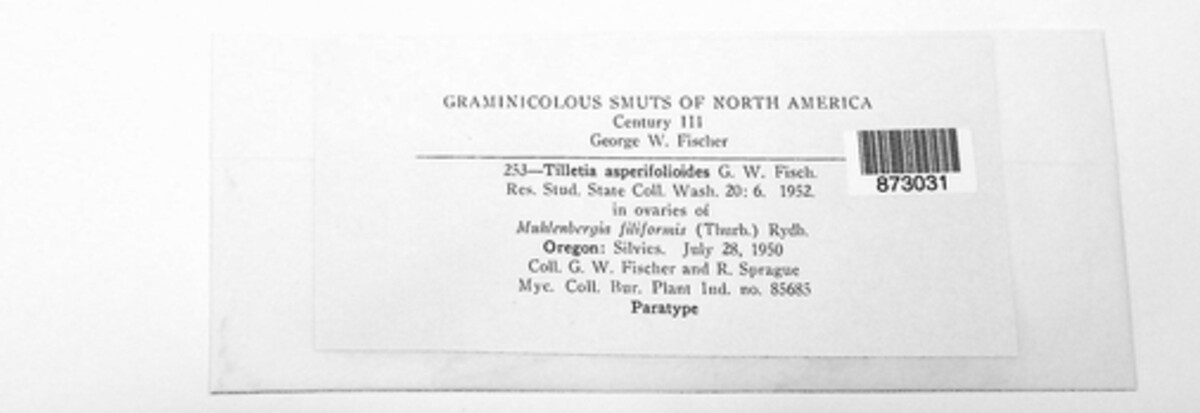 GRAMINICOLOUS SMUTS OF NORTH AMERICA
Century III
George W. Fischer
253—Tilletia asperifolioides G. W. Fisch.
Res. Stud. State Coll. Wash. 20: 6. 1952.
in ovaries of
Muhlenbergia filiformis (Thurb.) Rydb.
Oregon: Silvies. July 28, 1950
Coll. G. W. Fischer and R. Sprague
Myc. Coll. Bur. Plant Ind. no. 85685
Paratype
873031